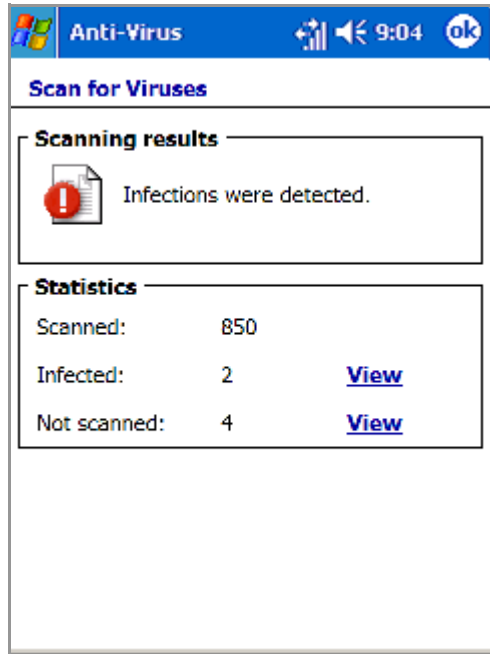 Anti-Virus 9:04 ok
Scan for Viruses
Scanning results
Infections were detected.
Statistics
Scanned: 850
Infected: 2 View
Not scanned: 4 View